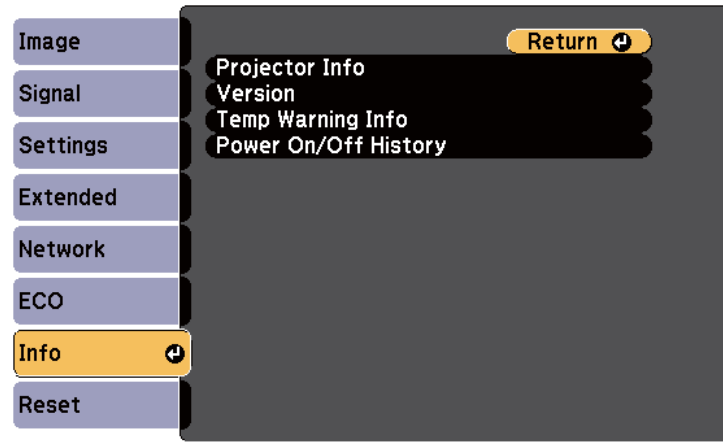 Image
Signal
Settings
Extended
Network
ECO
Info
Reset
Return
Projector Info
Version
Temp Warning Info
Power On/Off History